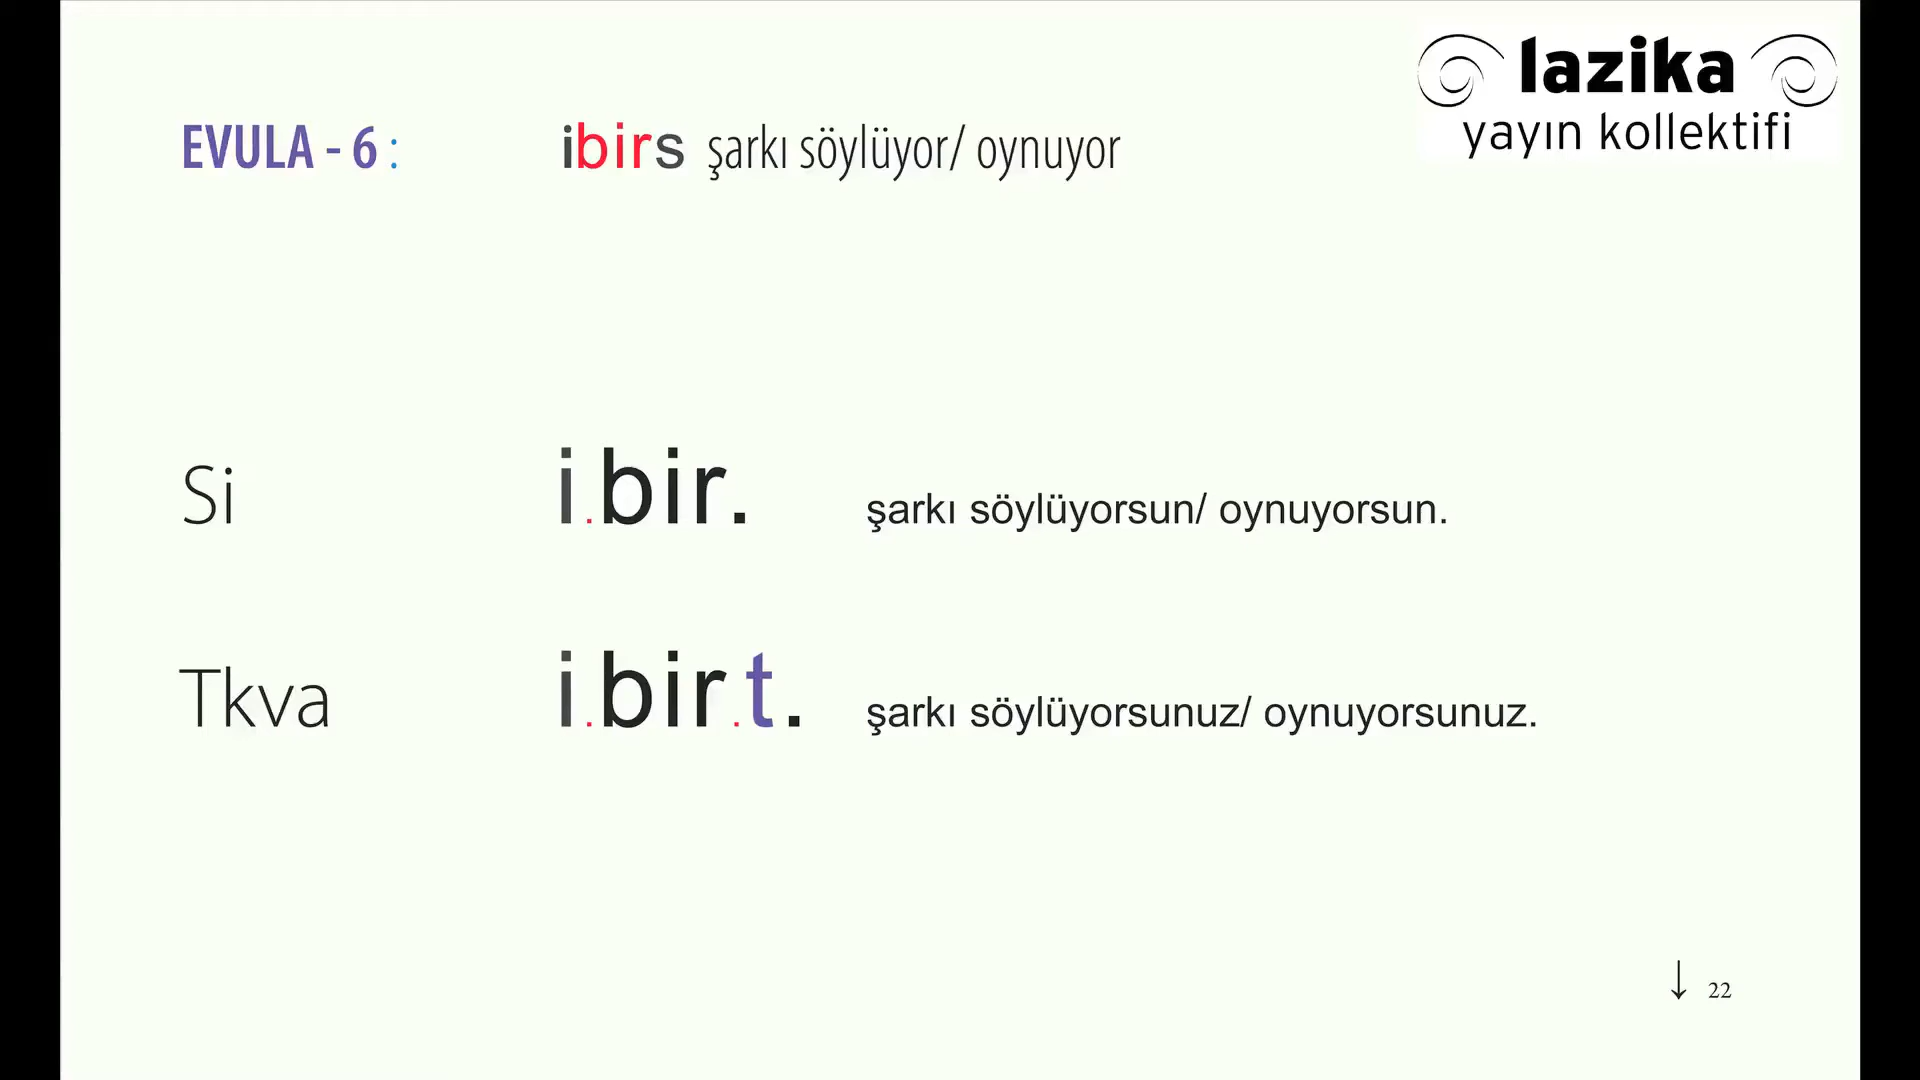 lazika
yayın kollektifi
EVULA - 6 : ibirs şarkı söylüyor/ oynuyor
Si i.bir. şarkı söylüyorsun/ oynuyorsun.
Tkva i.bir.t. şarkı söylüyorsunuz/ oynuyorsunuz.
↓ 22